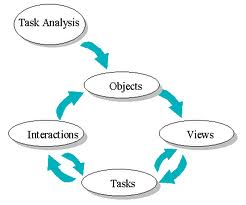 Task Analysis
Objects
Interactions
Views
Tasks